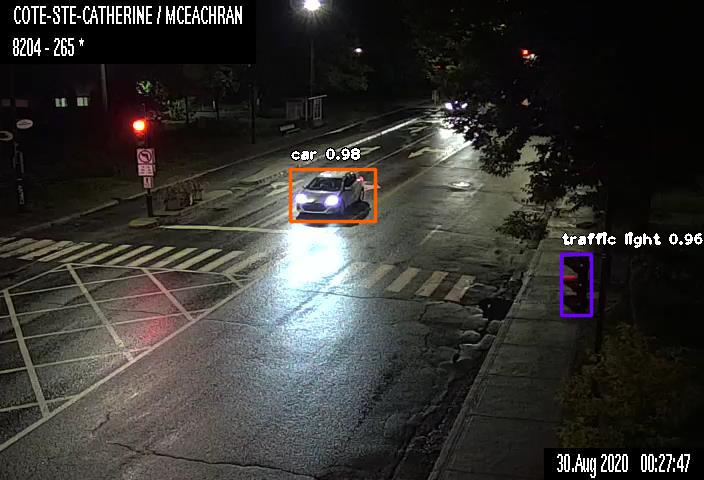 COTE-STE-CATHERINE / MCEACHRAN
8204 - 265 *
car 0.98
traffic light 0.96
30.Aug 2020 00:27:47